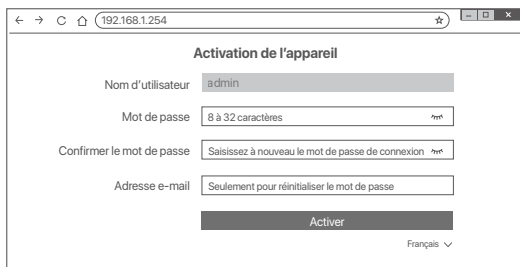 192.168.1.254
Activation de l'appareil
Nom d'utilisateur admin
Mot de passe 8 à 32 caractères
Confirmer le mot de passe Saisissez à nouveau le mot de passe de connexion
Adresse e-mail Seulement pour réinitialiser le mot de passe
Activer
Français